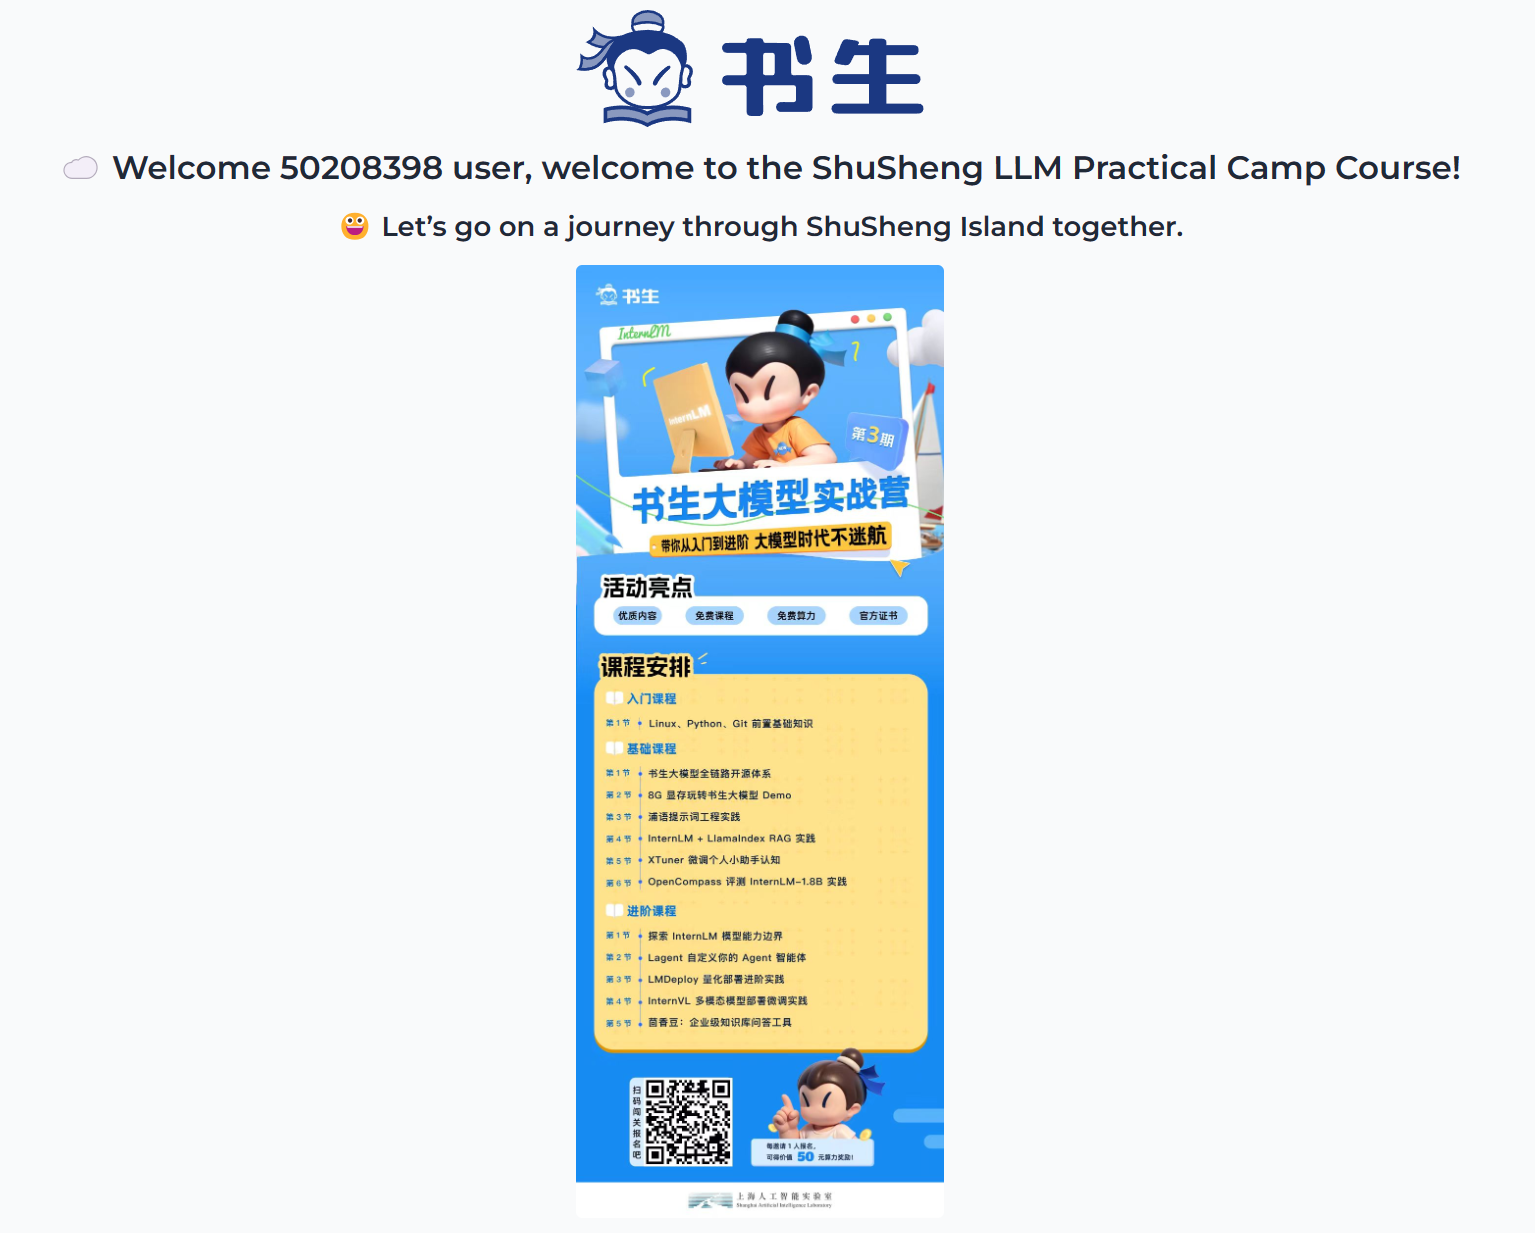 书生
Welcome 50208398 user, welcome to the ShuSheng LLM Practical Camp Course!
Let’s go on a journey through ShuSheng Island together.
书生
InternLM
InternLM
第3期
书生大模型实战营
带你从入门到进阶 大模型时代不迷航
活动亮点
优质内容 免费课程 免费算力 官方证书
课程安排
入门课程
第1节 Linux、Python、Git 前置基础知识
基础课程
第1节 书生大模型全链路开源体系
第2节 8G 显存玩转书生大模型 Demo
第3节 浦语提示词工程实践
第4节 InternLM + LlamaIndex RAG 实践
第5节 XTuner 微调个人小助手认知
第6节 OpenCompass 评测 InternLM-1.8B 实践
进阶课程
第1节 探索 InternLM 模型能力边界
第2节 Lagent 自定义你的 Agent 智能体
第3节 LMDeploy 量化部署进阶实践
第4节 InternVL 多模态模型部署微调实践
第5节 茴香豆：企业级知识库问答工具
扫码闯关报名吧
每邀请 1 人报名，
可得价值 50 元算力奖励！
上海人工智能实验室
Shanghai Artificial Intelligence Laboratory